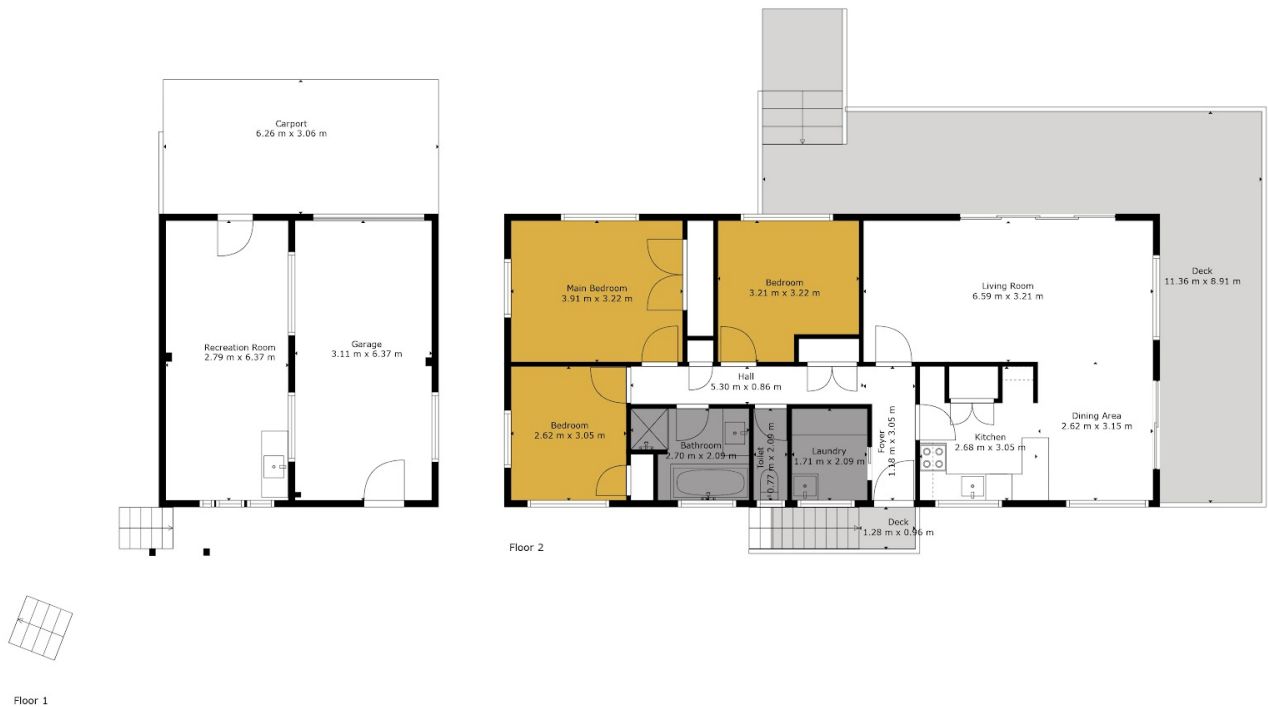 Carport
6.26 m x 3.06 m
Recreation Room
2.79 m x 6.37 m
Garage
3.11 m x 6.37 m
Floor 1
Main Bedroom
3.91 m x 3.22 m
Bedroom
3.21 m x 3.22 m
Living Room
6.59 m x 3.21 m
Deck
11.36 m x 8.91 m
Hall
5.30 m x 0.86 m
Bedroom
2.62 m x 3.05 m
Bathroom
2.70 m x 2.09 m
Toilet
0.77 m x 2.09 m
Laundry
1.71 m x 2.09 m
Foyer
1.18 m x 3.05 m
Kitchen
2.68 m x 3.05 m
Dining Area
2.62 m x 3.15 m
Deck
1.28 m x 0.96 m
Floor 2